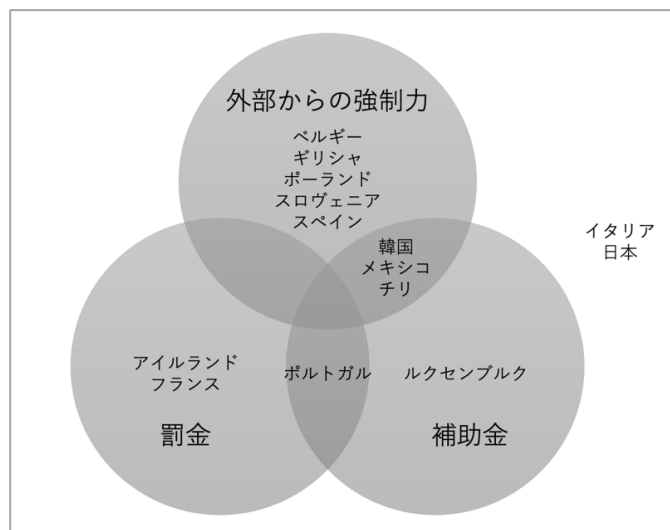 外部からの強制力
ベルギー
ギリシャ
ポーランド
スロヴェニア
スペイン
イタリア
日本
韓国
メキシコ
チリ
アイルランド
フランス
ポルトガル
ルクセンブルク
罰金
補助金